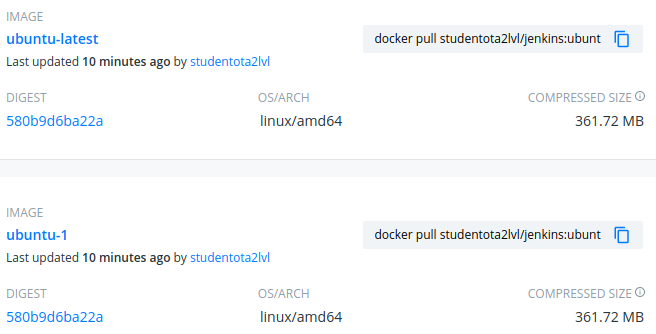 IMAGE
ubuntu-latest
docker pull studentota2lvl/jenkins:ubunt
Last updated 10 minutes ago by studentota2lvl
DIGEST OS/ARCH COMPRESSED SIZE
580b9d6ba22a linux/amd64 361.72 MB
IMAGE
ubuntu-1
docker pull studentota2lvl/jenkins:ubunt
Last updated 10 minutes ago by studentota2lvl
DIGEST OS/ARCH COMPRESSED SIZE
580b9d6ba22a linux/amd64 361.72 MB